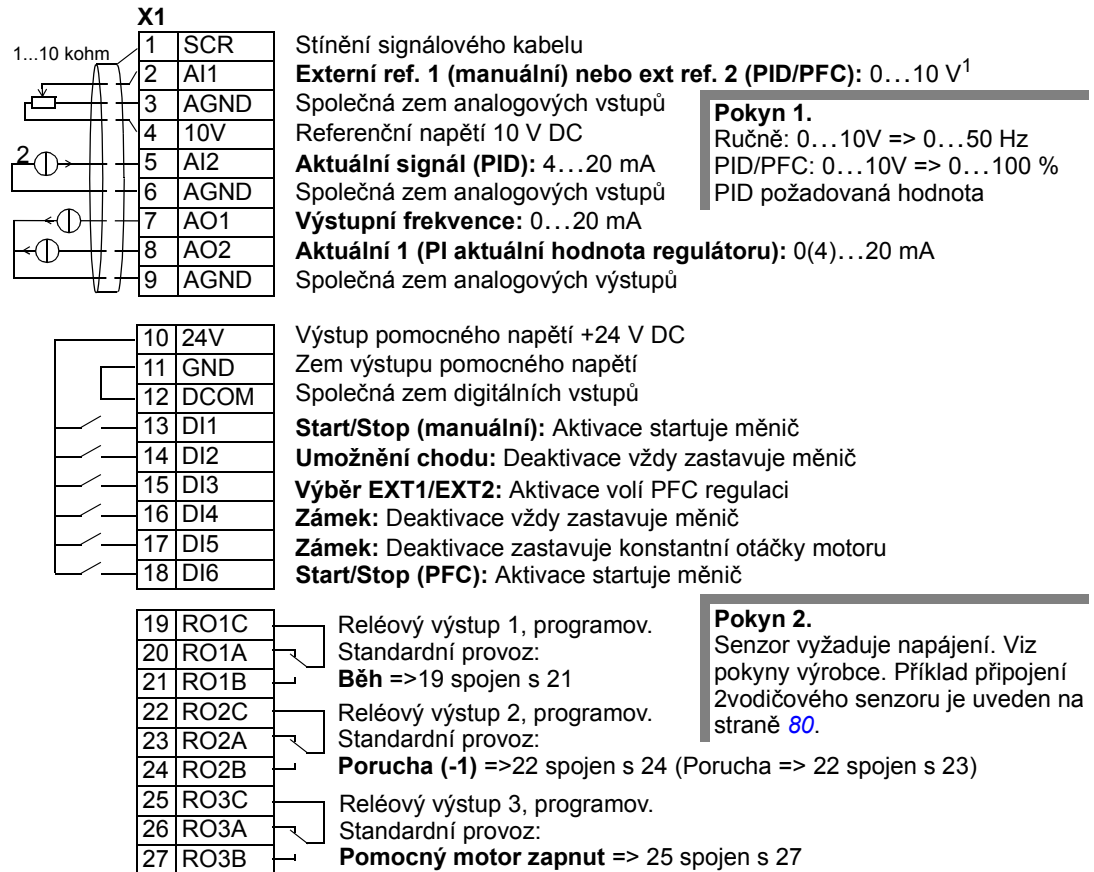 X1
1...10 kohm
1 SCR Stínění signálového kabelu
2 AI1 Externí ref. 1 (manuální) nebo ext ref. 2 (PID/PFC): 0…10 V1
3 AGND Společná zem analogových vstupů
4 10V Referenční napětí 10 V DC
2
5 AI2 Aktuální signál (PID): 4…20 mA
6 AGND Společná zem analogových vstupů
7 AO1 Výstupní frekvence: 0…20 mA
8 AO2 Aktuální 1 (PI aktuální hodnota regulátoru): 0(4)…20 mA
9 AGND Společná zem analogových výstupů
Pokyn 1.
Ručně: 0…10V => 0…50 Hz
PID/PFC: 0…10V => 0…100 %
PID požadovaná hodnota
10 24V Výstup pomocného napětí +24 V DC
11 GND Zem výstupu pomocného napětí
12 DCOM Společná zem digitálních vstupů
13 DI1 Start/Stop (manuální): Aktivace startuje měnič
14 DI2 Umožnění chodu: Deaktivace vždy zastavuje měnič
15 DI3 Výběr EXT1/EXT2: Aktivace volí PFC regulaci
16 DI4 Zámek: Deaktivace vždy zastavuje měnič
17 DI5 Zámek: Deaktivace zastavuje konstantní otáčky motoru
18 DI6 Start/Stop (PFC): Aktivace startuje měnič
19 RO1C Reléový výstup 1, programov.
20 RO1A Standardní provoz:
21 RO1B Běh =>19 spojen s 21
22 RO2C Reléový výstup 2, programov.
23 RO2A Standardní provoz:
24 RO2B Porucha (-1) =>22 spojen s 24 (Porucha => 22 spojen s 23)
25 RO3C Reléový výstup 3, programov.
26 RO3A Standardní provoz:
27 RO3B Pomocný motor zapnut => 25 spojen s 27
Pokyn 2.
Senzor vyžaduje napájení. Viz
pokyny výrobce. Příklad připojení
2vodičového senzoru je uveden na
straně 80.